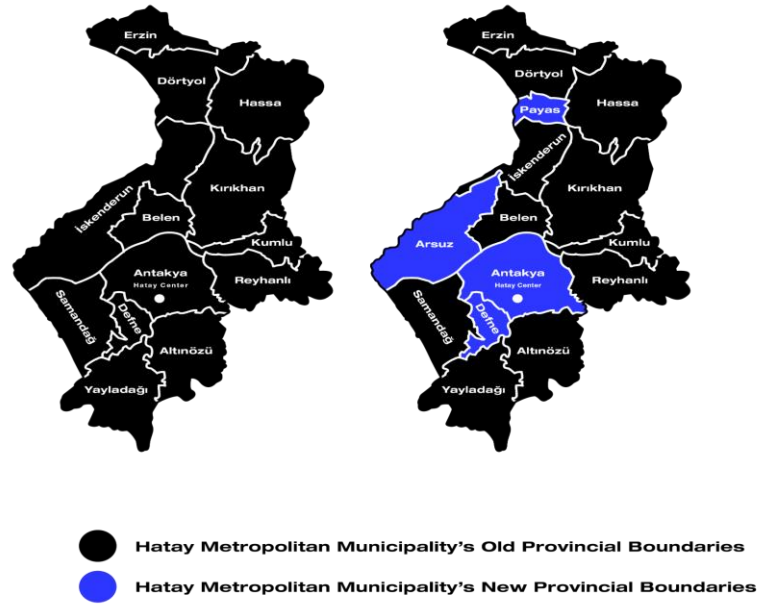 Erzin
Dörtyol
Hassa
İskenderun
Kırıkhan
Belen
Kumlu
Antakya
Hatay Center
Reyhanlı
Samandağ
Defne
Altınözü
Yayladağı
Erzin
Dörtyol
Hassa
Payas
İskenderun
Kırıkhan
Belen
Arsuz
Kumlu
Antakya
Hatay Center
Reyhanlı
Samandağ
Defne
Altınözü
Yayladağı
Hatay Metropolitan Municipality's Old Provincial Boundaries
Hatay Metropolitan Municipality's New Provincial Boundaries